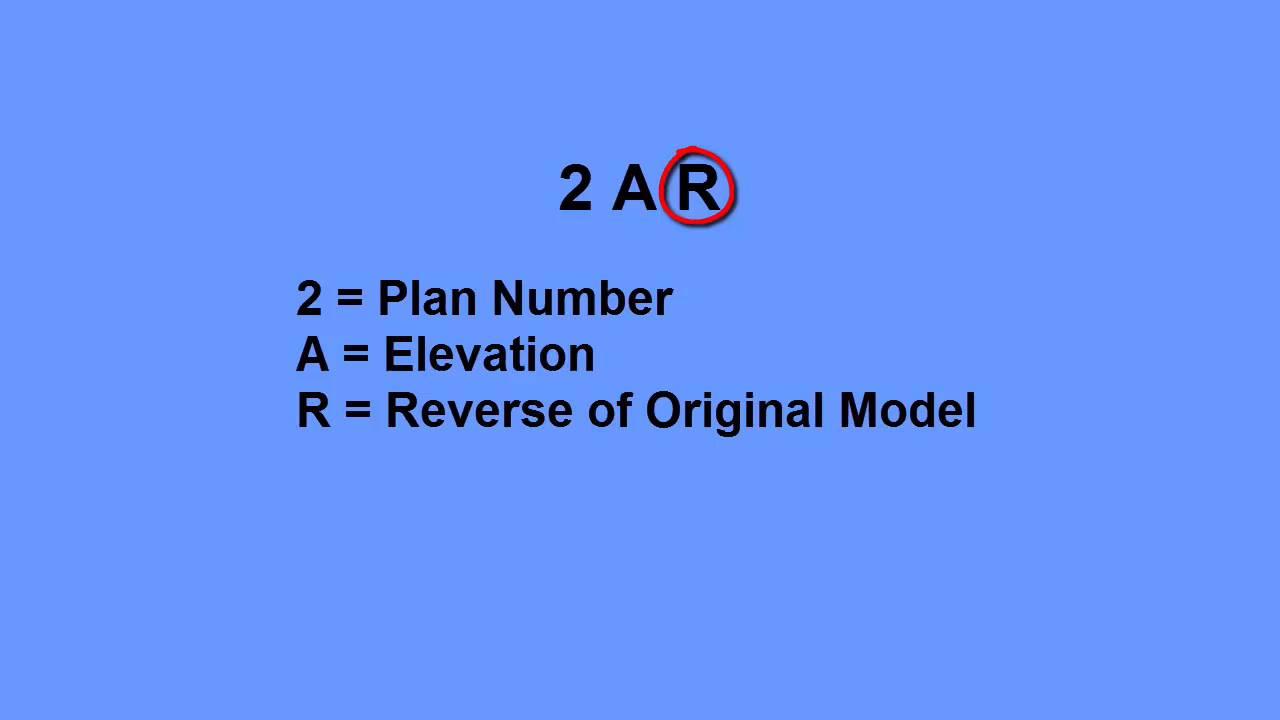 2 A R
2 = Plan Number
A = Elevation
R = Reverse of Original Model